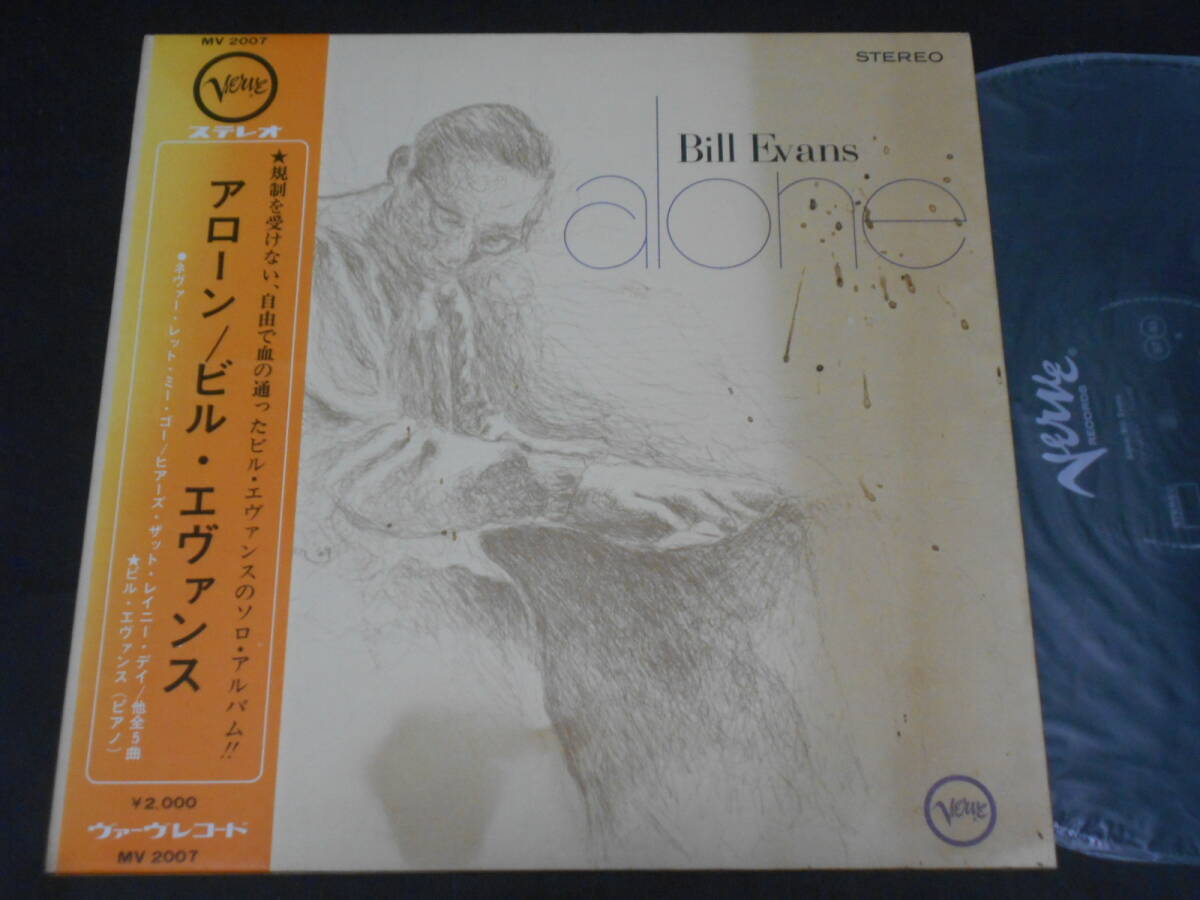 MV 2007
Verve
ステレオ
★規制を受けない、自由で血の通ったビル・エヴァンスのソロ・アルバム!!
アローン/ビル・エヴァンス
●ネヴァー・レット・ミー・ゴー/ヒアーズ・ザット・レイニー・デイ/他全5曲
★ビル・エヴァンス(ピアノ)
¥2,000
ヴァーヴレコード
MV 2007
STEREO
Bill Evans
alone
Verve
Verve
RECORDS